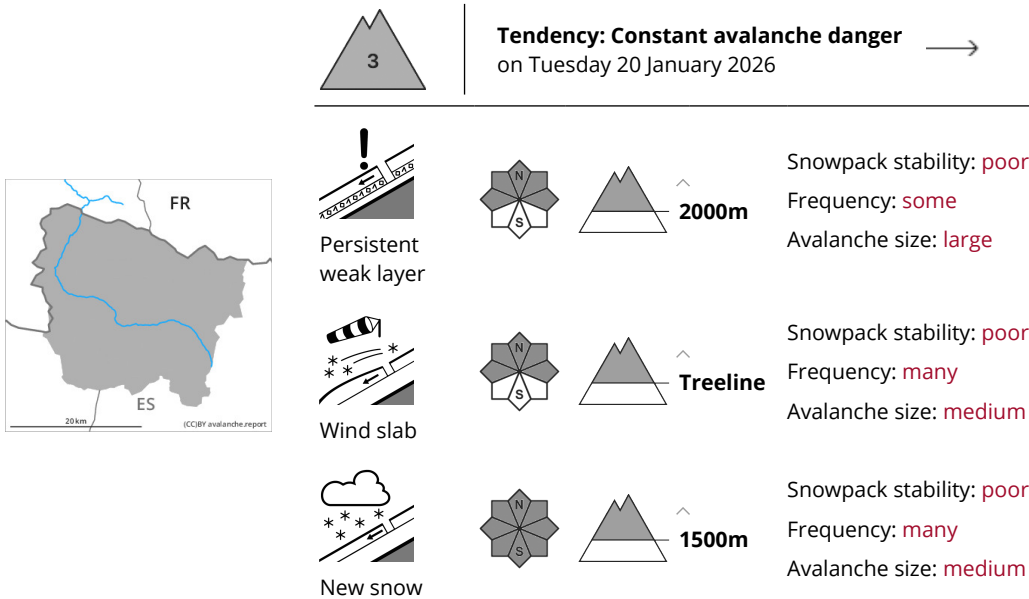 3
Tendency: Constant avalanche danger
on Tuesday 20 January 2026
FR
ES
20 km
(CC)BY avalanche.report
Persistent
weak layer
N
S
2000m
Snowpack stability: poor
Frequency: some
Avalanche size: large
Wind slab
N
S
Treeline
Snowpack stability: poor
Frequency: many
Avalanche size: medium
New snow
N
S
1500m
Snowpack stability: poor
Frequency: many
Avalanche size: medium